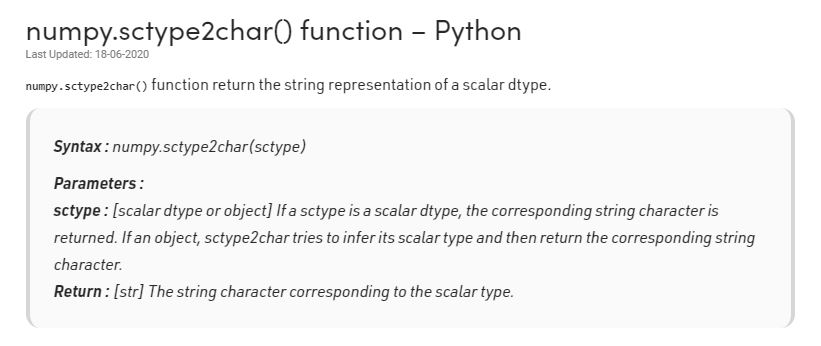 numpy.sctype2char() function – Python
Last Updated: 18-06-2020
numpy.sctype2char() function return the string representation of a scalar dtype.
Syntax : numpy.sctype2char(sctype)
Parameters :
sctype : [scalar dtype or object] If a sctype is a scalar dtype, the corresponding string character is
returned. If an object, sctype2char tries to infer its scalar type and then return the corresponding string
character.
Return : [str] The string character corresponding to the scalar type.